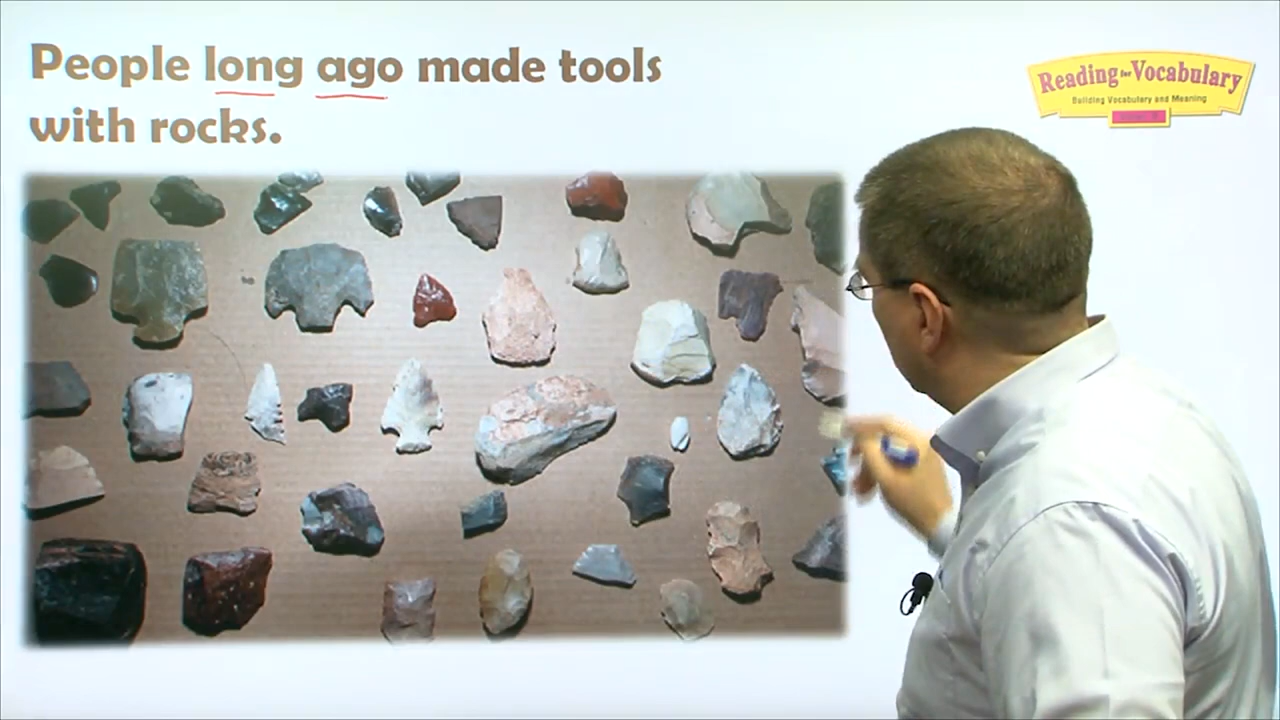 People long ago made tools
with rocks.
Reading for Vocabulary
Building Vocabulary and Meaning